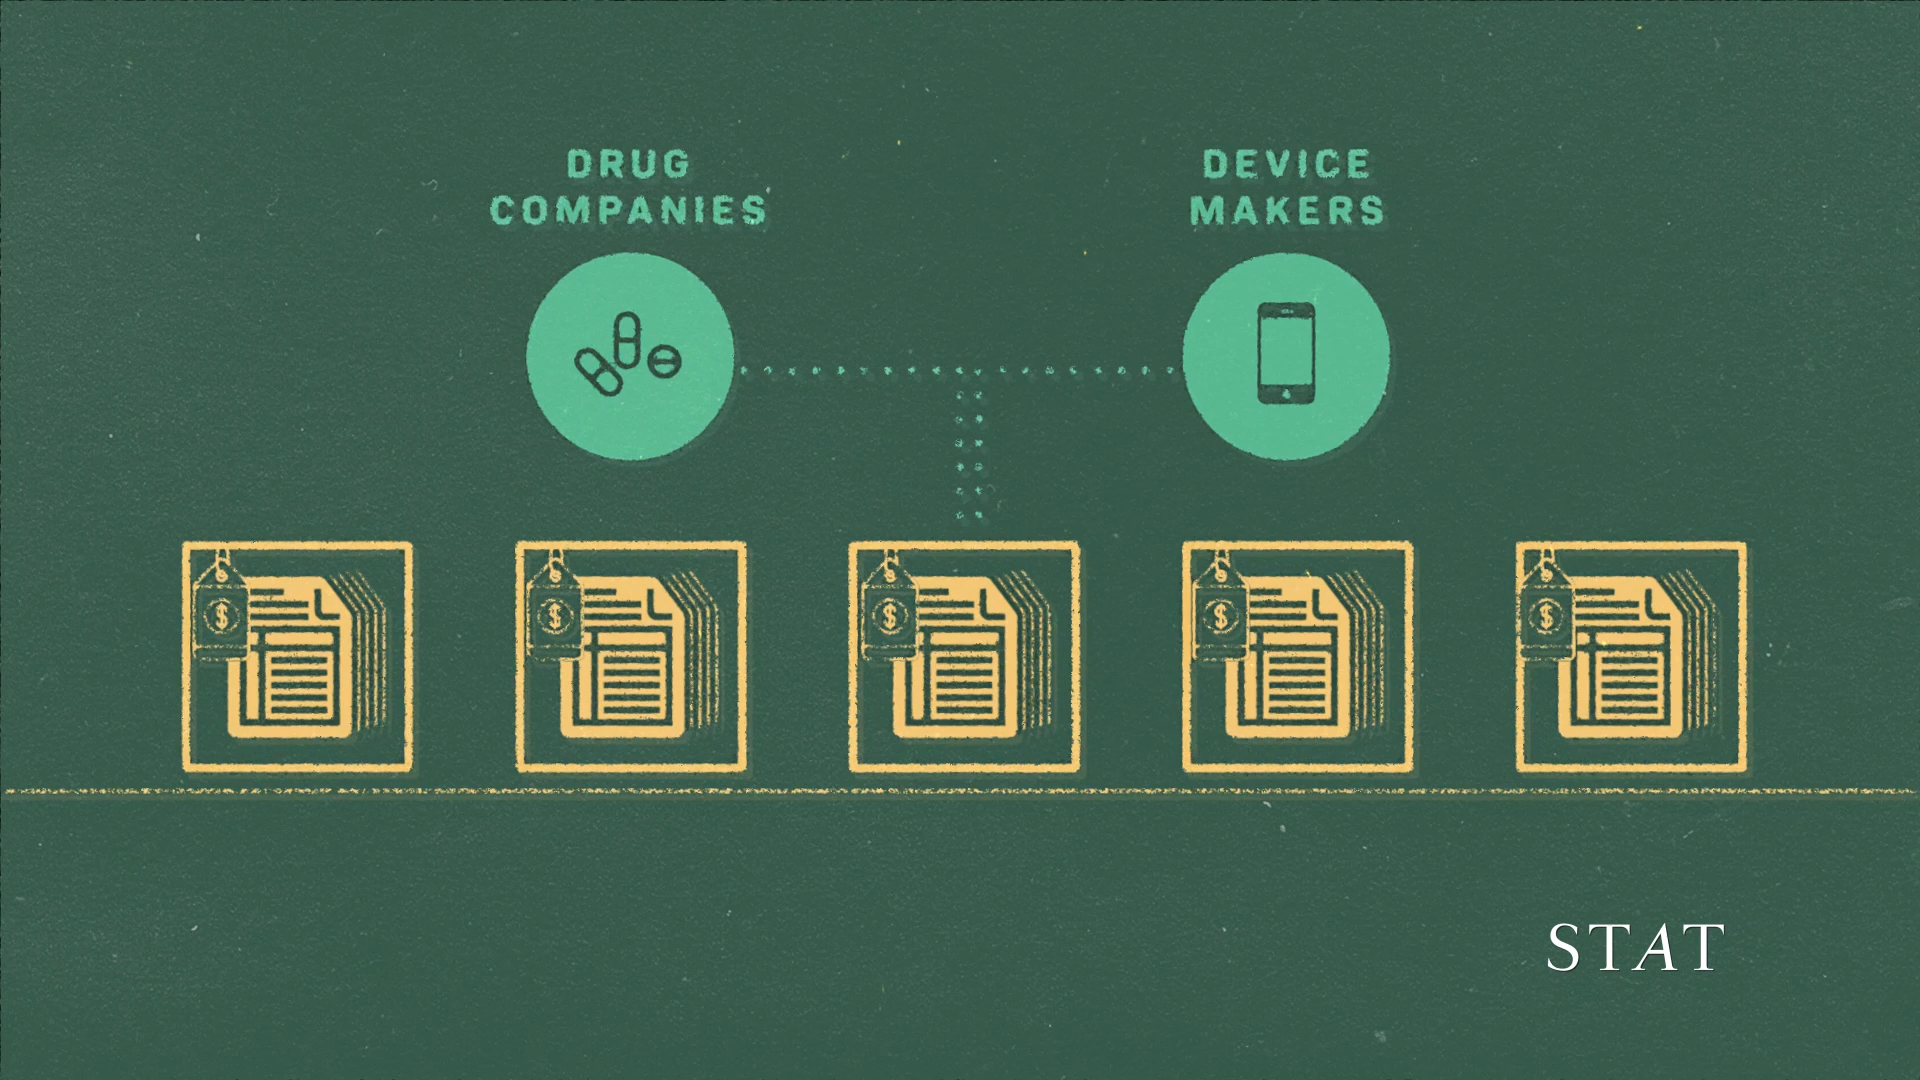 DRUG
COMPANIES
DEVICE
MAKERS
$
$
$
$
$
STAT